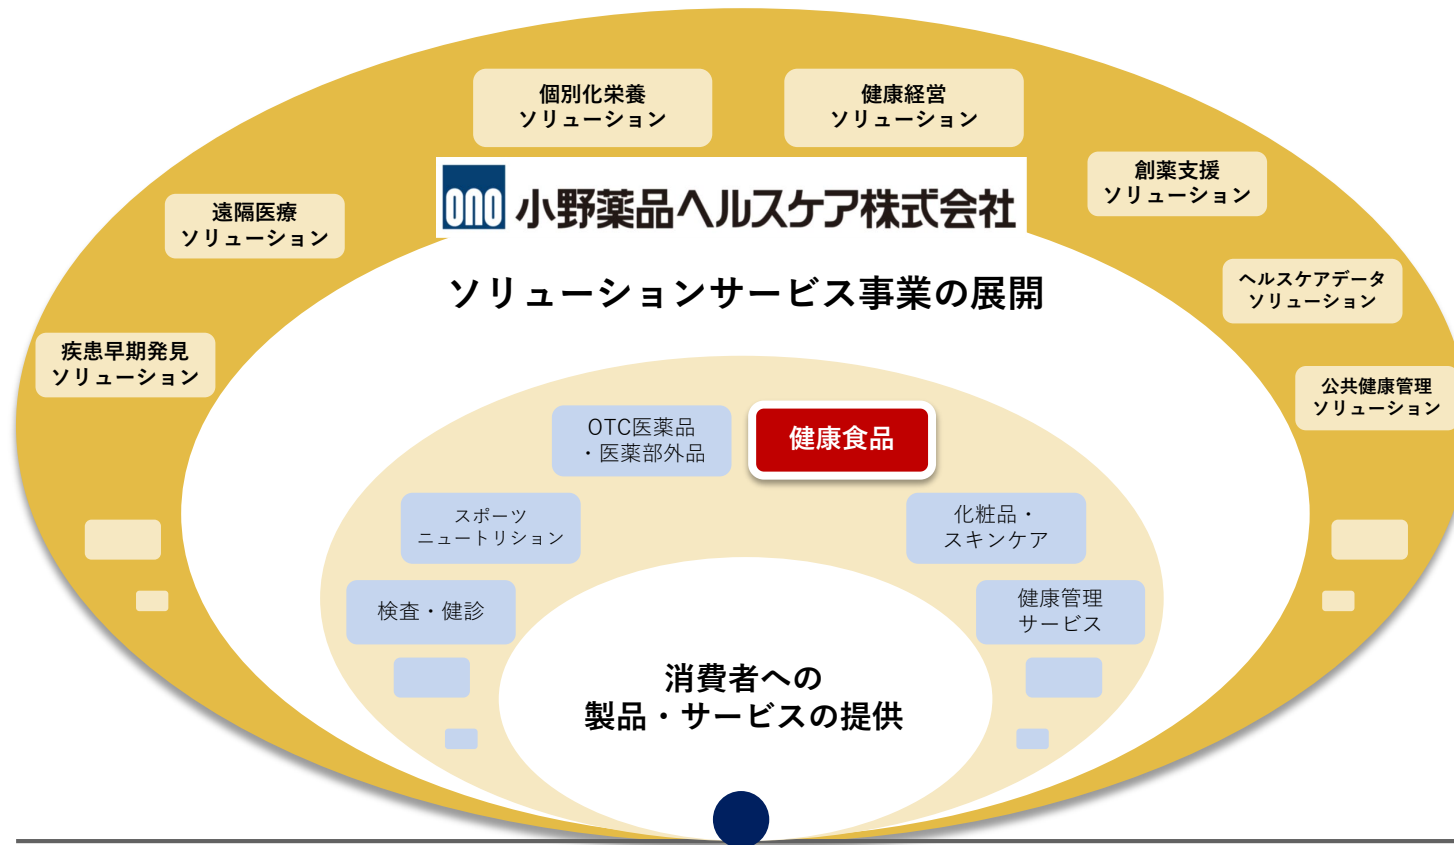 個別化栄養
ソリューション
健康経営
ソリューション
創薬支援
ソリューション
遠隔医療
ソリューション
ono 小野薬品ヘルスケア株式会社
ソリューションサービス事業の展開
ヘルスケアデータ
ソリューション
疾患早期発見
ソリューション
公共健康管理
ソリューション
OTC医薬品
・医薬部外品
健康食品
スポーツ
ニュートリション
化粧品・
スキンケア
検査・健診
健康管理
サービス
消費者への
製品・サービスの提供